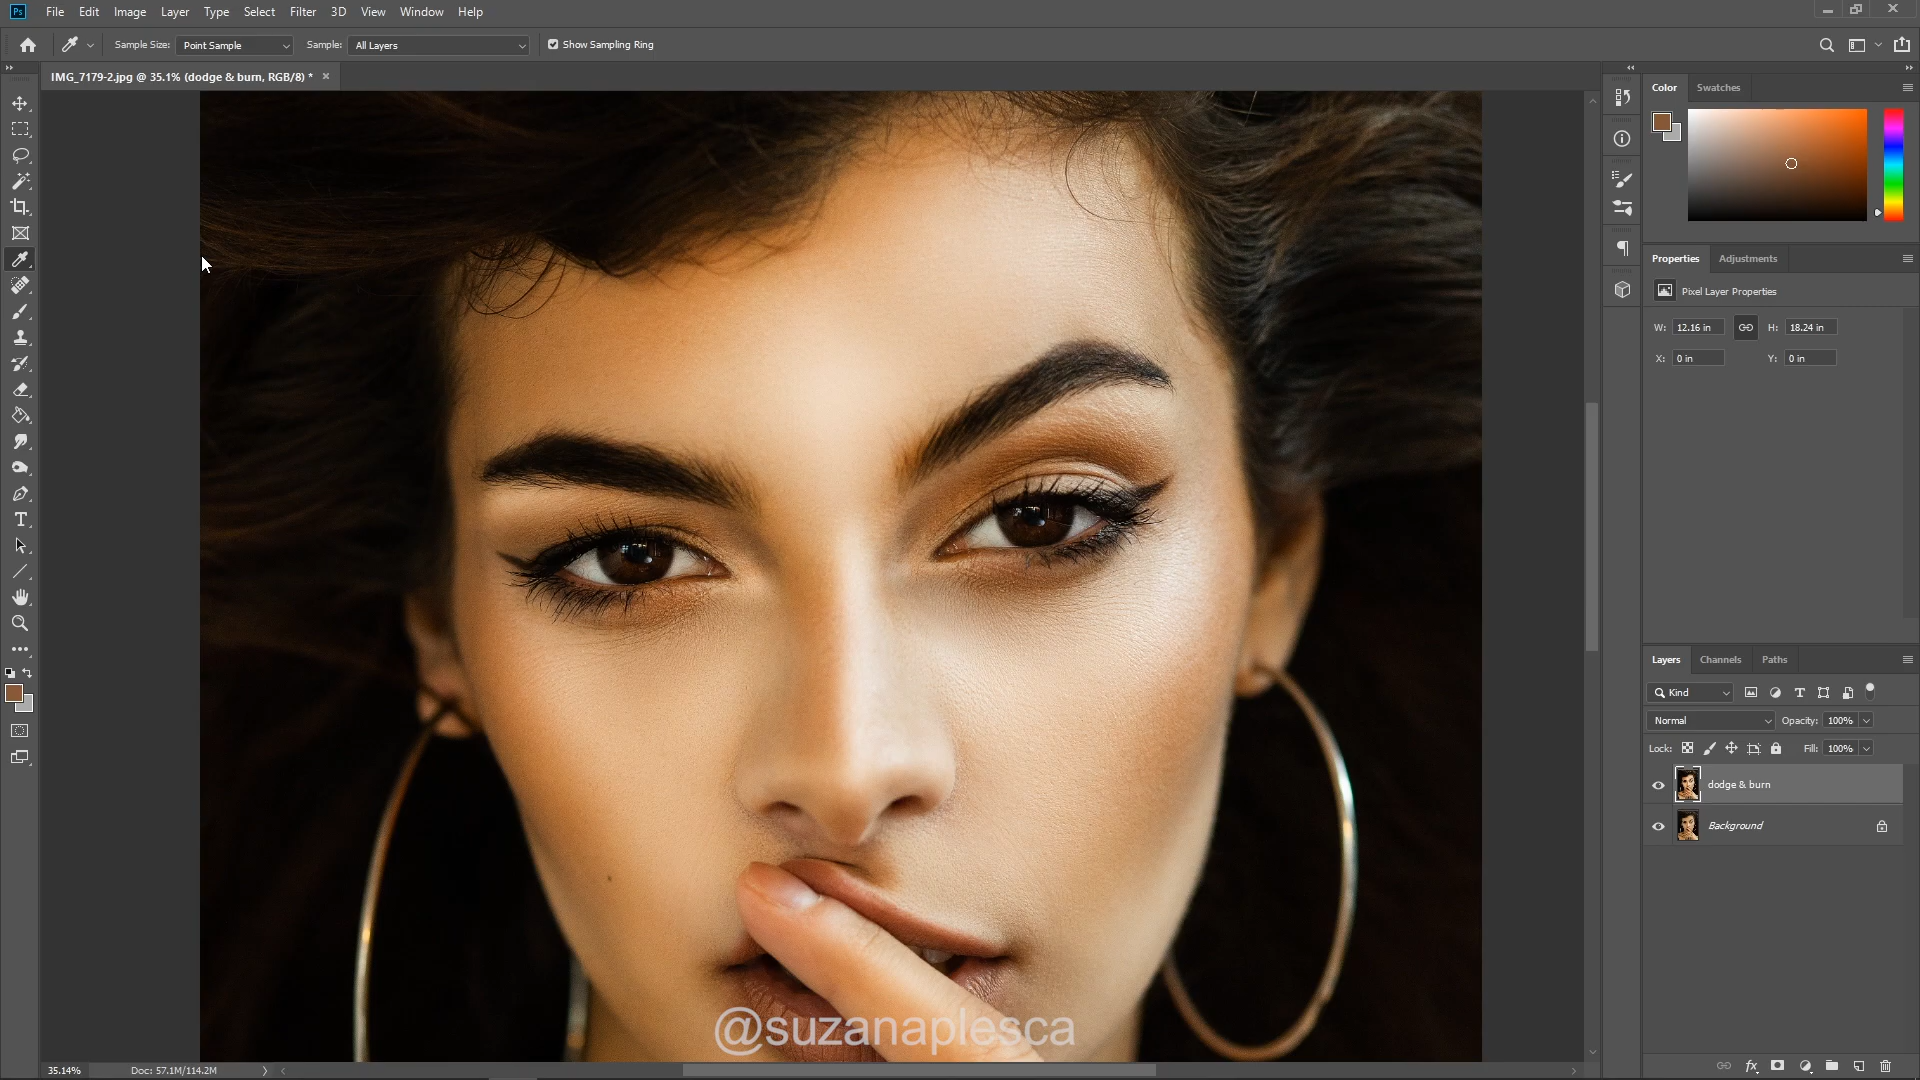 Ps File Edit Image Layer Type Select Filter 3D View Window Help
Sample Size: Point Sample Sample: All Layers Show Sampling Ring
IMG_7179-2.jpg @ 35.1% (dodge & burn, RGB/8) *
Color Swatches
Properties Adjustments
Pixel Layer Properties
W: 12.16 in H: 18.24 in
X: 0 in Y: 0 in
Layers Channels Paths
Kind
Normal Opacity: 100%
Lock: Fill: 100%
dodge & burn
Background
@suzanaplesca
35.14% Doc: 57.1M/114.2M